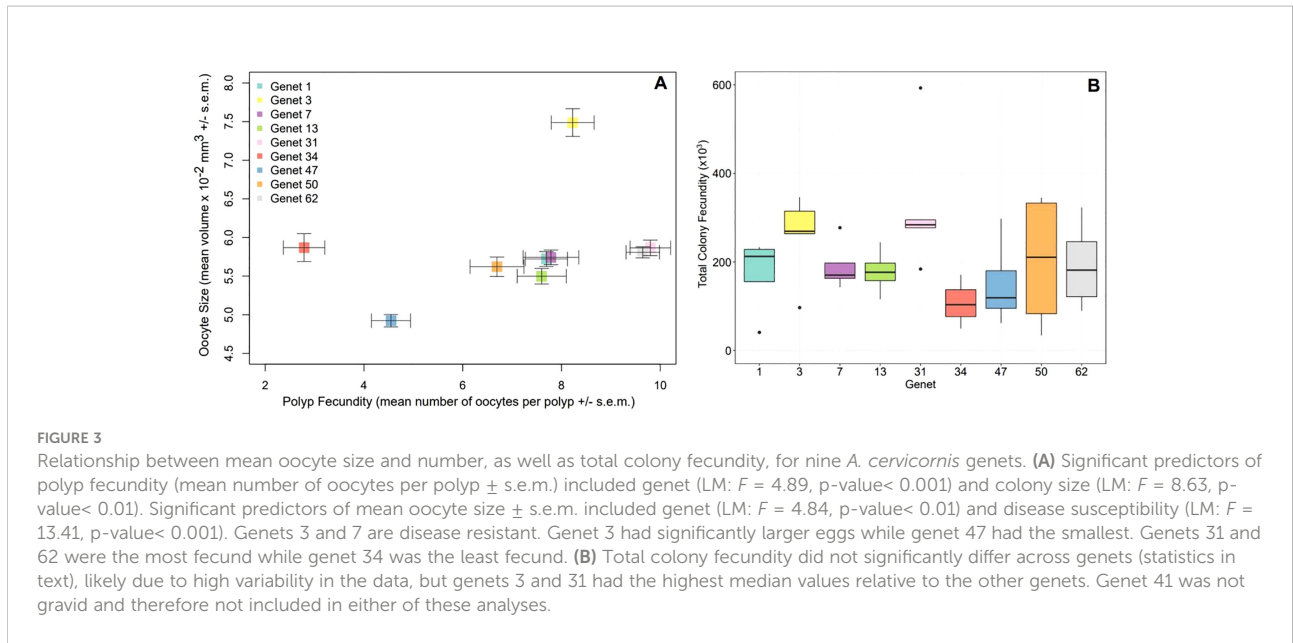 A
Oocyte Size (mean volume x 10-2 mm3 +/- s.e.m.)
8.0
7.5
7.0
6.5
6.0
5.5
5.0
4.5
Genet 1
Genet 3
Genet 7
Genet 13
Genet 31
Genet 34
Genet 47
Genet 50
Genet 62
2 4 6 8 10
Polyp Fecundity (mean number of oocytes per polyp +/- s.e.m.)
B
Total Colony Fecundity (x10³)
600
400
200
0
1 3 7 13 31 34 47 50 62
Genet
FIGURE 3
Relationship between mean oocyte size and number, as well as total colony fecundity, for nine A. cervicornis genets. (A) Significant predictors of
polyp fecundity (mean number of oocytes per polyp ± s.e.m.) included genet (LM: F = 4.89, p-value< 0.001) and colony size (LM: F = 8.63, p-
value< 0.01). Significant predictors of mean oocyte size ± s.e.m. included genet (LM: F = 4.84, p-value< 0.01) and disease susceptibility (LM: F =
13.41, p-value< 0.001). Genets 3 and 7 are disease resistant. Genet 3 had significantly larger eggs while genet 47 had the smallest. Genets 31 and
62 were the most fecund while genet 34 was the least fecund. (B) Total colony fecundity did not significantly differ across genets (statistics in
text), likely due to high variability in the data, but genets 3 and 31 had the highest median values relative to the other genets. Genet 41 was not
gravid and therefore not included in either of these analyses.